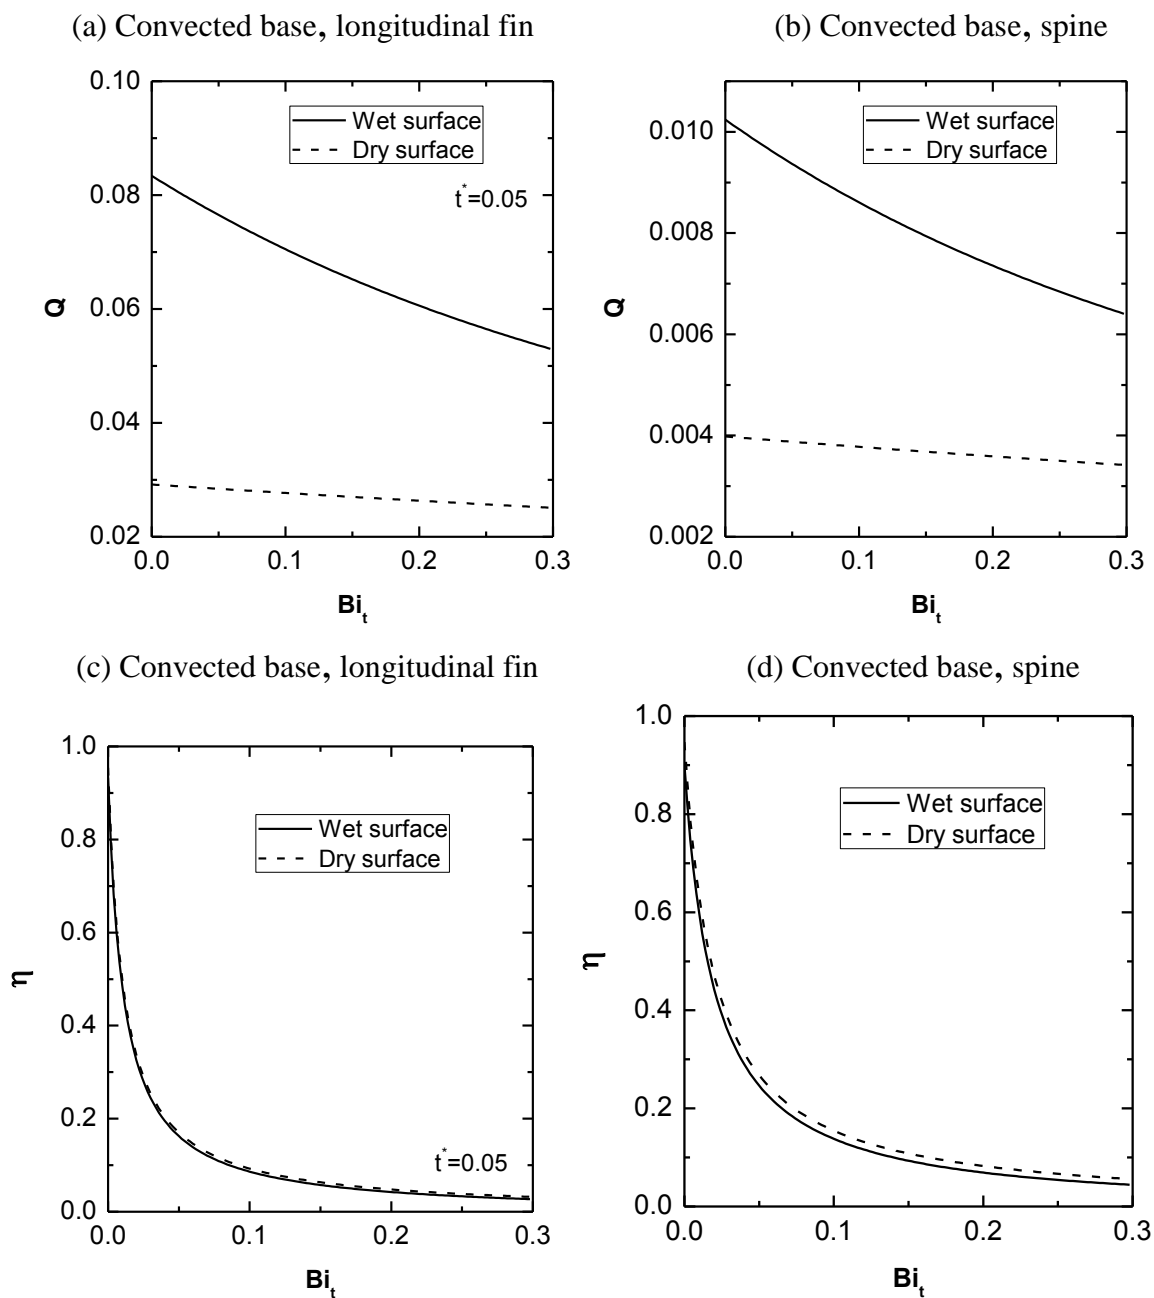 (a) Convected base, longitudinal fin
0.10
0.08
0.06
0.04
0.02
Q
Wet surface
Dry surface
t*=0.05
0.0 0.1 0.2 0.3
Bi_t
(b) Convected base, spine
0.010
0.008
0.006
0.004
0.002
Q
Wet surface
Dry surface
0.0 0.1 0.2 0.3
Bi_t
(c) Convected base, longitudinal fin
1.0
0.8
0.6
0.4
0.2
0.0
η
Wet surface
Dry surface
t*=0.05
0.0 0.1 0.2 0.3
Bi_t
(d) Convected base, spine
1.0
0.8
0.6
0.4
0.2
0.0
η
Wet surface
Dry surface
0.0 0.1 0.2 0.3
Bi_t